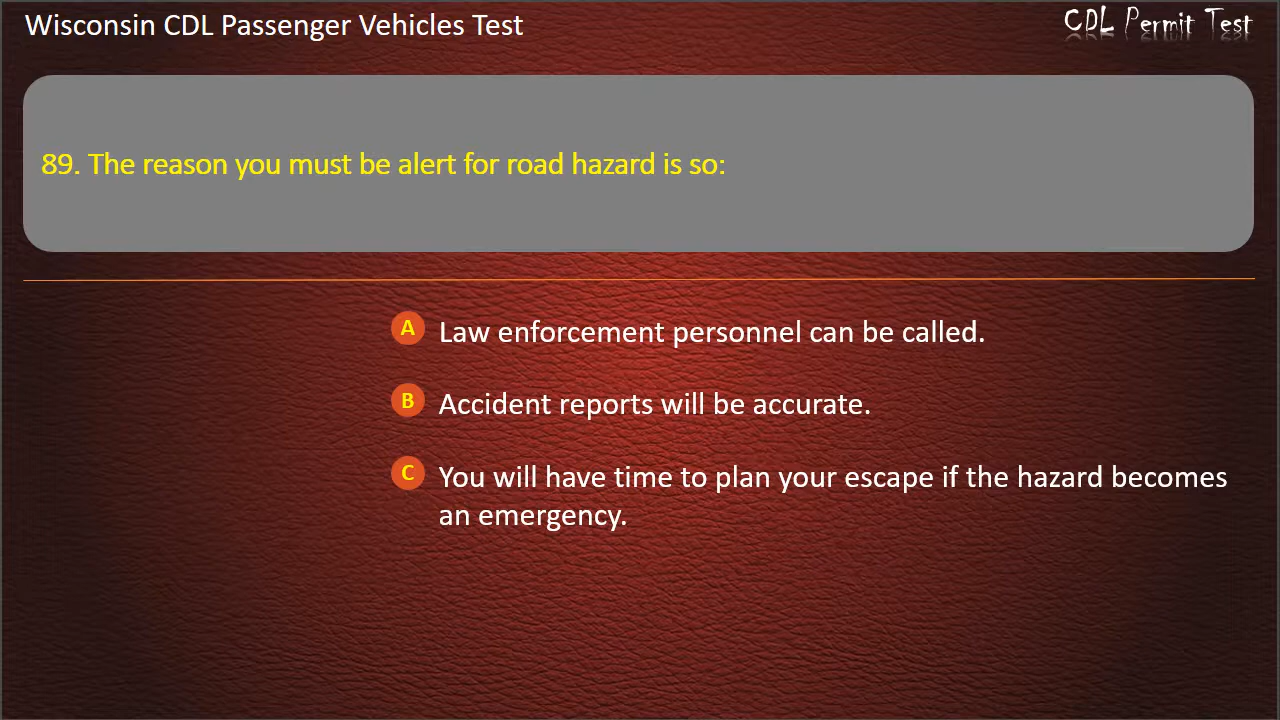 Wisconsin CDL Passenger Vehicles Test
CDL Permit Test
89. The reason you must be alert for road hazard is so:
A Law enforcement personnel can be called.
B Accident reports will be accurate.
C You will have time to plan your escape if the hazard becomes
an emergency.